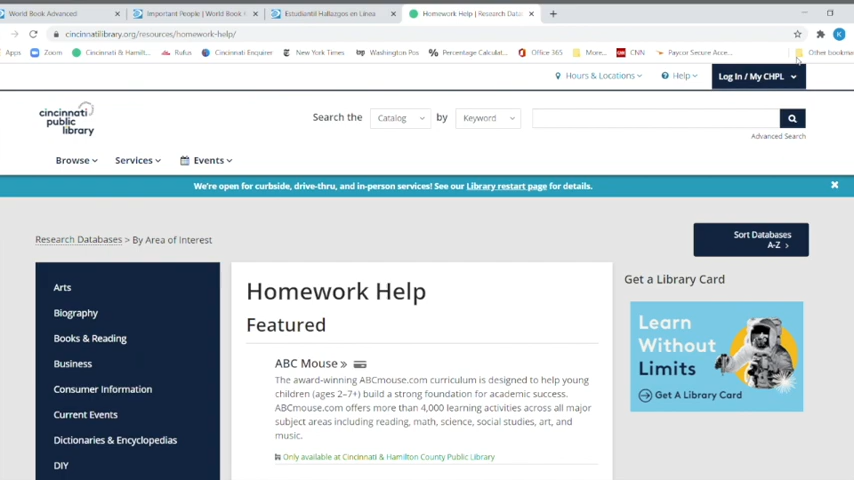 World Book Advanced
Important People | World Book
Estudiantil Hallazgos en Línea
Homework Help | Research Data
cincinnatilibrary.org/resources/homework-help/
K
Apps Zoom Cincinnati & Hamilt... Rufus Cincinnati Enquirer New York Times Washington Pos Percentage Calculat... Office 365 More... CNN Paycor Secure Acce... Other bookma
Hours & Locations Help Log In / My CHPL
cincinnati
public
library
Search the Catalog by Keyword
Advanced Search
Browse Services Events
We're open for curbside, drive-thru, and in-person services! See our Library restart page for details.
Research Databases > By Area of Interest
Sort Databases
A-Z >
Arts
Biography
Books & Reading
Business
Consumer Information
Current Events
Dictionaries & Encyclopedias
DIY
Homework Help
Featured
ABC Mouse »
The award-winning ABCmouse.com curriculum is designed to help young
children (ages 2–7+) build a strong foundation for academic success.
ABCmouse.com offers more than 4,000 learning activities across all major
subject areas including reading, math, science, social studies, art, and
music.
Only available at Cincinnati & Hamilton County Public Library
Get a Library Card
Learn
Without
Limits
Get A Library Card